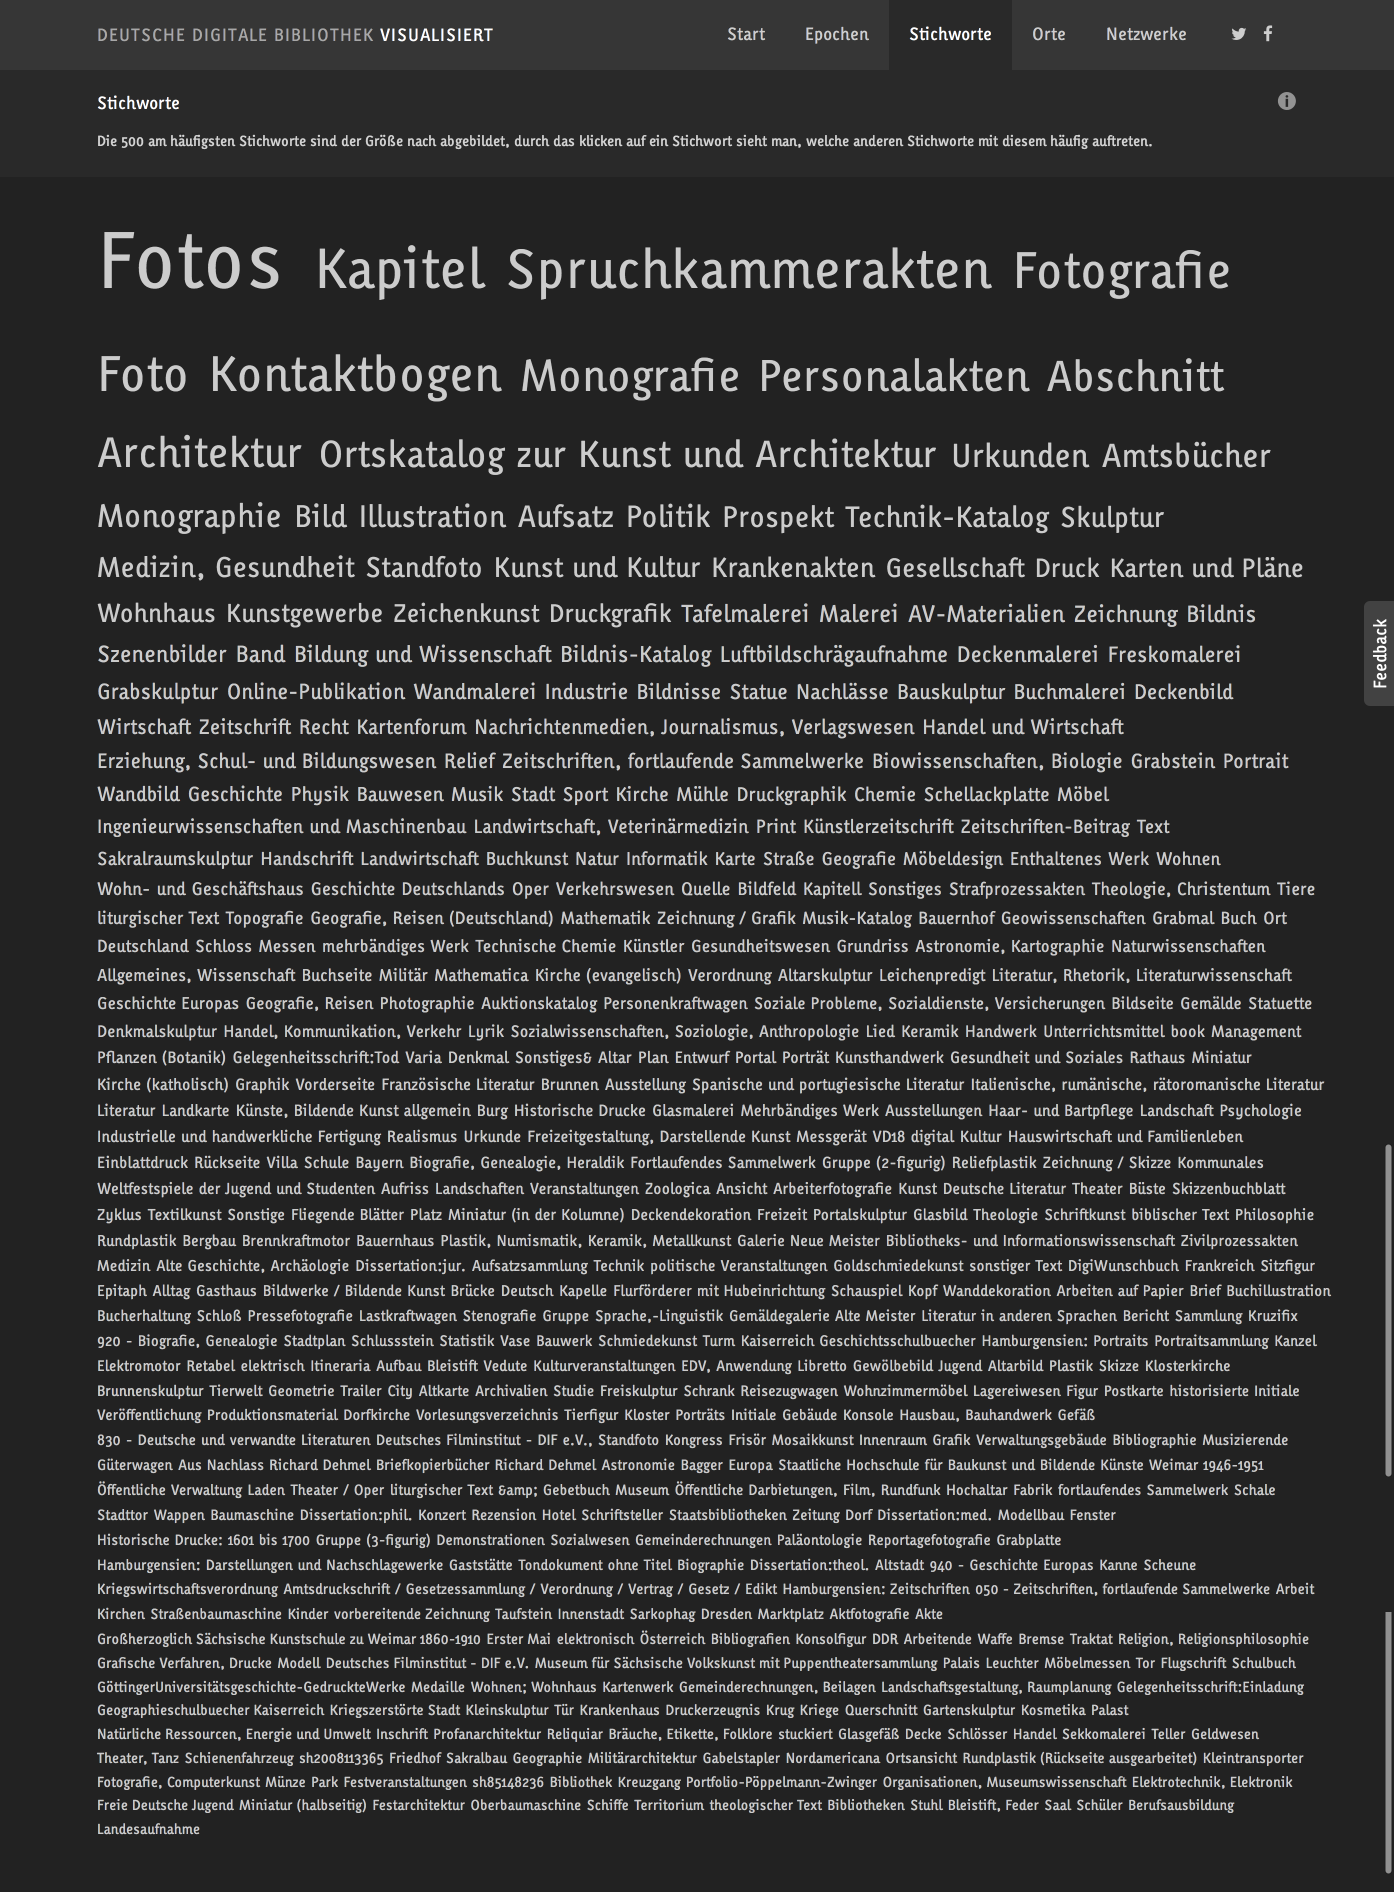 DEUTSCHE DIGITALE BIBLIOTHEK VISUALISIERT
Start Epochen Stichworte Orte Netzwerke
Stichworte
Die 500 am häufigsten Stichworte sind der Größe nach abgebildet, durch das klicken auf ein Stichwort sieht man, welche anderen Stichworte mit diesem häufig auftreten.
Fotos Kapitel Spruchkammerakten Fotografie
Foto Kontaktbogen Monografie Personalakten Abschnitt
Architektur Ortskatalog zur Kunst und Architektur Urkunden Amtsbücher
Monographie Bild Illustration Aufsatz Politik Prospekt Technik-Katalog Skulptur
Medizin, Gesundheit Standfoto Kunst und Kultur Krankenakten Gesellschaft Druck Karten und Pläne
Wohnhaus Kunstgewerbe Zeichenkunst Druckgrafik Tafelmalerei Malerei AV-Materialien Zeichnung Bildnis
Szenenbilder Band Bildung und Wissenschaft Bildnis-Katalog Luftbildschrägaufnahme Deckenmalerei Freskomalerei
Grabskulptur Online-Publikation Wandmalerei Industrie Bildnisse Statue Nachlässe Bauskulptur Buchmalerei Deckenbild
Wirtschaft Zeitschrift Recht Kartenforum Nachrichtenmedien, Journalismus, Verlagswesen Handel und Wirtschaft
Erziehung, Schul- und Bildungswesen Relief Zeitschriften, fortlaufende Sammelwerke Biowissenschaften, Biologie Grabstein Portrait
Wandbild Geschichte Physik Bauwesen Musik Stadt Sport Kirche Mühle Druckgraphik Chemie Schellackplatte Möbel
Ingenieurwissenschaften und Maschinenbau Landwirtschaft, Veterinärmedizin Print Künstlerzeitschrift Zeitschriften-Beitrag Text
Sakralraumskulptur Handschrift Landwirtschaft Buchkunst Natur Informatik Karte Straße Geografie Möbeldesign Enthaltenes Werk Wohnen
Wohn- und Geschäftshaus Geschichte Deutschlands Oper Verkehrswesen Quelle Bildfeld Kapitell Sonstiges Strafprozessakten Theologie, Christentum Tiere
liturgischer Text Topografie Geografie, Reisen (Deutschland) Mathematik Zeichnung / Grafik Musik-Katalog Bauernhof Geowissenschaften Grabmal Buch Ort
Deutschland Schloss Messen mehrbändiges Werk Technische Chemie Künstler Gesundheitswesen Grundriss Astronomie, Kartographie Naturwissenschaften
Allgemeines, Wissenschaft Buchseite Militär Mathematica Kirche (evangelisch) Verordnung Altarskulptur Leichenpredigt Literatur, Rhetorik, Literaturwissenschaft
Geschichte Europas Geografie, Reisen Photographie Auktionskatalog Personenkraftwagen Soziale Probleme, Sozialdienste, Versicherungen Bildseite Gemälde Statuette
Denkmalskulptur Handel, Kommunikation, Verkehr Lyrik Sozialwissenschaften, Soziologie, Anthropologie Lied Keramik Handwerk Unterrichtsmittel book Management
Pflanzen (Botanik) Gelegenheitsschrift:Tod Varia Denkmal Sonstiges& Altar Plan Entwurf Portal Porträt Kunsthandwerk Gesundheit und Soziales Rathaus Miniatur
Kirche (katholisch) Graphik Vorderseite Französische Literatur Brunnen Ausstellung Spanische und portugiesische Literatur Italienische, rumänische, rätoromanische Literatur
Literatur Landkarte Künste, Bildende Kunst allgemein Burg Historische Drucke Glasmalerei Mehrbändiges Werk Ausstellungen Haar- und Bartpflege Landschaft Psychologie
Industrielle und handwerkliche Fertigung Realismus Urkunde Freizeitgestaltung, Darstellende Kunst Messgerät VD18 digital Kultur Hauswirtschaft und Familienleben
Einblattdruck Rückseite Villa Schule Bayern Biografie, Genealogie, Heraldik Fortlaufendes Sammelwerk Gruppe (2-figurig) Reliefplastik Zeichnung / Skizze Kommunales
Weltfestspiele der Jugend und Studenten Aufriss Landschaften Veranstaltungen Zoologica Ansicht Arbeiterfotografie Kunst Deutsche Literatur Theater Büste Skizzenbuchblatt
Zyklus Textilkunst Sonstige Fliegende Blätter Platz Miniatur (in der Kolumne) Deckendekoration Freizeit Portalskulptur Glasbild Theologie Schriftkunst biblischer Text Philosophie
Rundplastik Bergbau Brennkraftmotor Bauernhaus Plastik, Numismatik, Keramik, Metallkunst Galerie Neue Meister Bibliotheks- und Informationswissenschaft Zivilprozessakten
Medizin Alte Geschichte, Archäologie Dissertation:jur. Aufsatzsammlung Technik politische Veranstaltungen Goldschmiedekunst sonstiger Text DigiWunschbuch Frankreich Sitzfigur
Epitaph Alltag Gasthaus Bildwerke / Bildende Kunst Brücke Deutsch Kapelle Flurförderer mit Hubeinrichtung Schauspiel Kopf Wanddekoration Arbeiten auf Papier Brief Buchillustration
Bucherhaltung Schloß Pressefotografie Lastkraftwagen Stenografie Gruppe Sprache,-Linguistik Gemäldegalerie Alte Meister Literatur in anderen Sprachen Bericht Sammlung Kruzifix
920 - Biografie, Genealogie Stadtplan Schlussstein Statistik Vase Bauwerk Schmiedekunst Turm Kaiserreich Geschichtsschulbuecher Hamburgensien: Portraits Portraitsammlung Kanzel
Elektromotor Retabel elektrisch Itineraria Aufbau Bleistift Vedute Kulturveranstaltungen EDV, Anwendung Libretto Gewölbebild Jugend Altarbild Plastik Skizze Klosterkirche
Brunnenskulptur Tierwelt Geometrie Trailer City Altkarte Archivalien Studie Freiskulptur Schrank Reisezugwagen Wohnzimmermöbel Lagereiwesen Figur Postkarte historisierte Initiale
Veröffentlichung Produktionsmaterial Dorfkirche Vorlesungsverzeichnis Tierfigur Kloster Porträts Initiale Gebäude Konsole Hausbau, Bauhandwerk Gefäß
830 - Deutsche und verwandte Literaturen Deutsches Filminstitut - DIF e.V., Standfoto Kongress Frisör Mosaikkunst Innenraum Grafik Verwaltungsgebäude Bibliographie Musizierende
Güterwagen Aus Nachlass Richard Dehmel Briefkopierbücher Richard Dehmel Astronomie Bagger Europa Staatliche Hochschule für Baukunst und Bildende Künste Weimar 1946-1951
Öffentliche Verwaltung Laden Theater / Oper liturgischer Text &amp; Gebetbuch Museum Öffentliche Darbietungen, Film, Rundfunk Hochaltar Fabrik fortlaufendes Sammelwerk Schale
Stadttor Wappen Baumaschine Dissertation:phil. Konzert Rezension Hotel Schriftsteller Staatsbibliotheken Zeitung Dorf Dissertation:med. Modellbau Fenster
Historische Drucke: 1601 bis 1700 Gruppe (3-figurig) Demonstrationen Sozialwesen Gemeinderechnungen Paläontologie Reportagefotografie Grabplatte
Hamburgensien: Darstellungen und Nachschlagewerke Gaststätte Tondokument ohne Titel Biographie Dissertation:theol. Altstadt 940 - Geschichte Europas Kanne Scheune
Kriegswirtschaftsverordnung Amtsdruckschrift / Gesetzessammlung / Verordnung / Vertrag / Gesetz / Edikt Hamburgensien: Zeitschriften 050 - Zeitschriften, fortlaufende Sammelwerke Arbeit
Kirchen Straßenbaumaschine Kinder vorbereitende Zeichnung Taufstein Innenstadt Sarkophag Dresden Marktplatz Aktfotografie Akte
Großherzoglich Sächsische Kunstschule zu Weimar 1860-1910 Erster Mai elektronisch Österreich Bibliografien Konsolfigur DDR Arbeitende Waffe Bremse Traktat Religion, Religionsphilosophie
Grafische Verfahren, Drucke Modell Deutsches Filminstitut - DIF e.V. Museum für Sächsische Volkskunst mit Puppentheatersammlung Palais Leuchter Möbelmessen Tor Flugschrift Schulbuch
GöttingerUniversitätsgeschichte-GedruckteWerke Medaille Wohnen; Wohnhaus Kartenwerk Gemeinderechnungen, Beilagen Landschaftsgestaltung, Raumplanung Gelegenheitsschrift:Einladung
Geographieschulbuecher Kaiserreich Kriegszerstörte Stadt Kleinskulptur Tür Krankenhaus Druckerzeugnis Krug Kriege Querschnitt Gartenskulptur Kosmetika Palast
Natürliche Ressourcen, Energie und Umwelt Inschrift Profanarchitektur Reliquiar Bräuche, Etikette, Folklore stuckiert Glasgefäß Decke Schlösser Handel Sekkomalerei Teller Geldwesen
Theater, Tanz Schienenfahrzeug sh2008113365 Friedhof Sakralbau Geographie Militärarchitektur Gabelstapler Nordamericana Ortsansicht Rundplastik (Rückseite ausgearbeitet) Kleintransporter
Fotografie, Computerkunst Münze Park Festveranstaltungen sh85148236 Bibliothek Kreuzgang Portfolio-Pöppelmann-Zwinger Organisationen, Museumswissenschaft Elektrotechnik, Elektronik
Freie Deutsche Jugend Miniatur (halbseitig) Festarchitektur Oberbaumaschine Schiffe Territorium theologischer Text Bibliotheken Stuhl Bleistift, Feder Saal Schüler Berufsausbildung
Landesaufnahme
Feedback